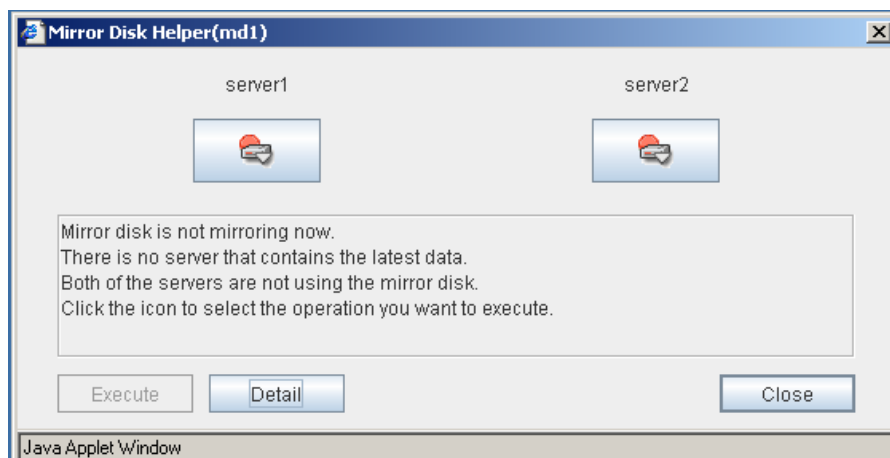 Mirror Disk Helper(md1)
server1
server2
Mirror disk is not mirroring now.
There is no server that contains the latest data.
Both of the servers are not using the mirror disk.
Click the icon to select the operation you want to execute.
Execute
Detail
Close
Java Applet Window